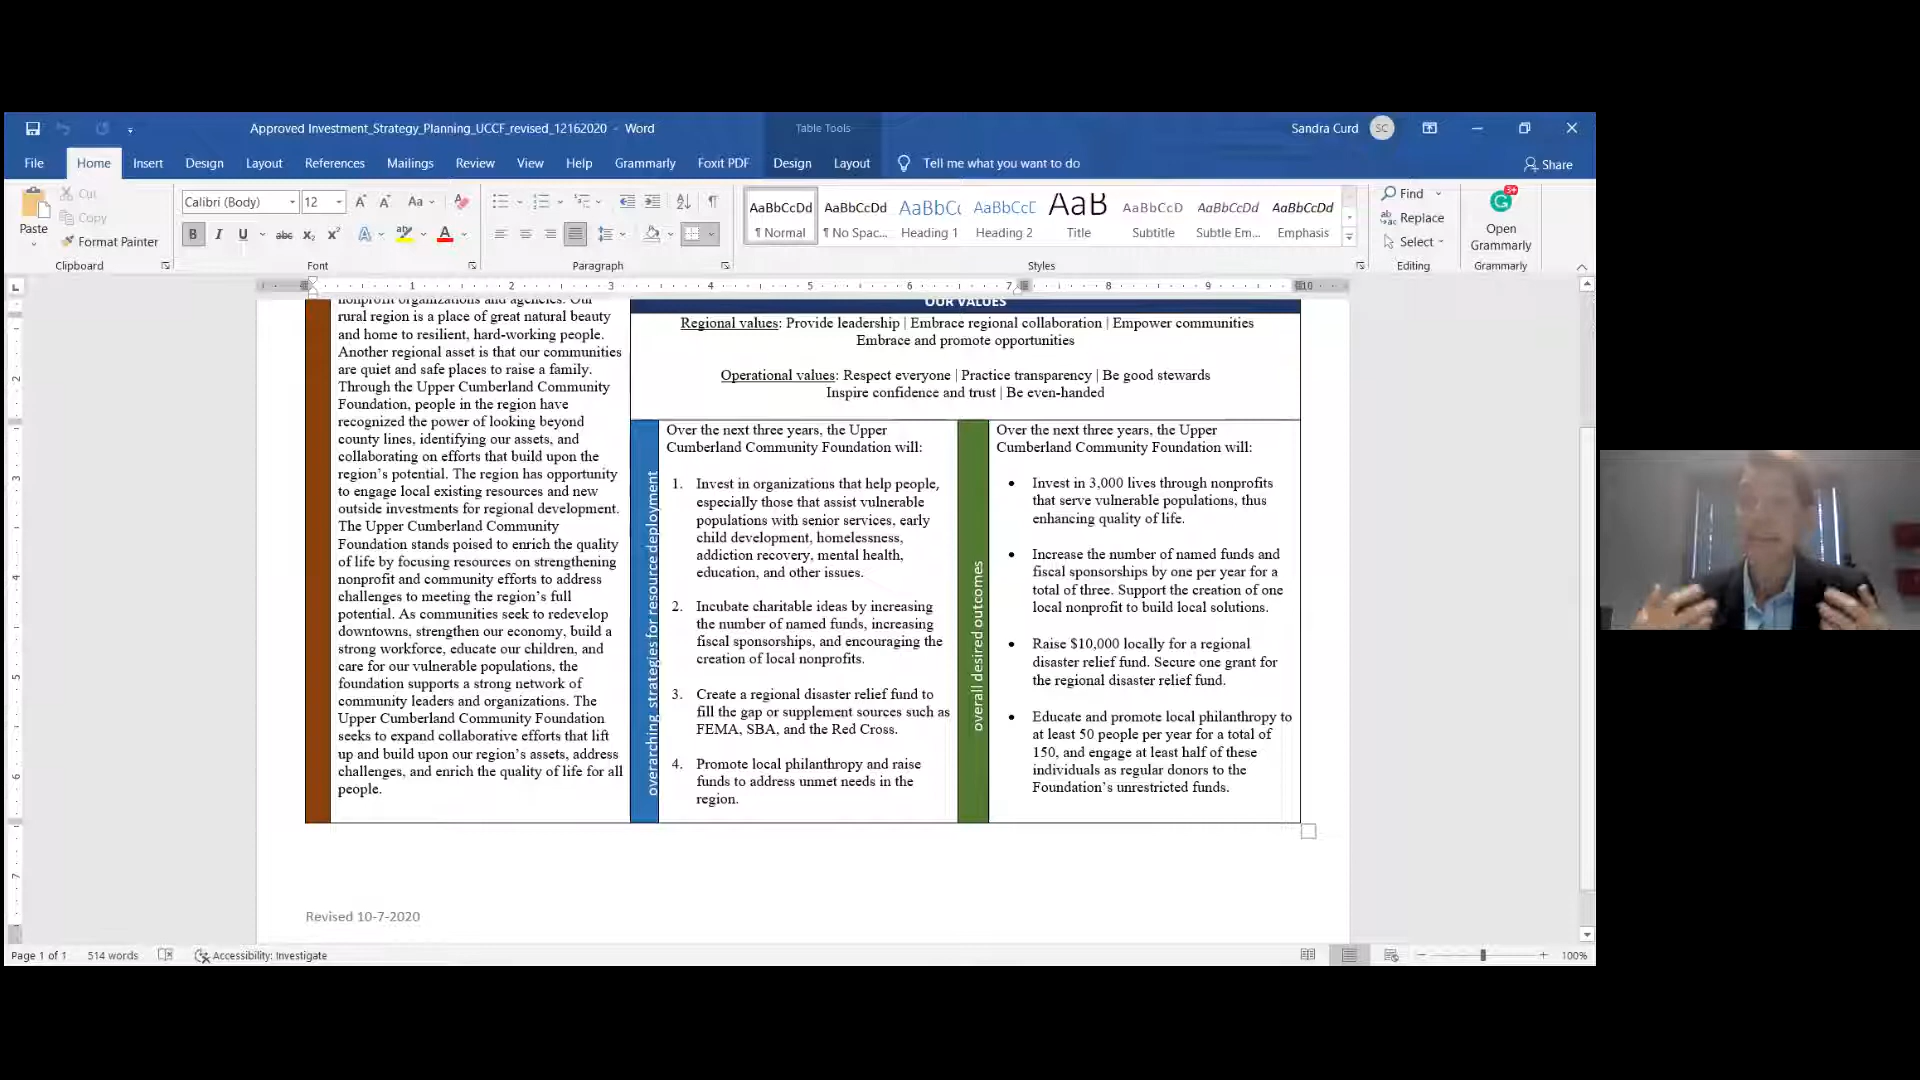 Approved Investment_Strategy_Planning_UCCF_revised_12162020 - Word
Table Tools
Sandra Curd
SC
File
Home
Insert
Design
Layout
References
Mailings
Review
View
Help
Grammarly
Foxit PDF
Design
Layout
Tell me what you want to do
Share
Paste
Cut
Copy
Format Painter
Clipboard
Calibri (Body)
12
Font
Paragraph
AaBbCcDd
¶ Normal
AaBbCcDd
¶ No Spac...
AaBbC(
Heading 1
AaBbCcE
Heading 2
AaB
Title
AaBbCcD
Subtitle
AaBbCcDd
Subtle Em...
AaBbCcDd
Emphasis
Styles
Find
Replace
Select
Editing
Open
Grammarly
Grammarly
nonprofit organizations and agencies. Our
rural region is a place of great natural beauty
and home to resilient, hard-working people.
Another regional asset is that our communities
are quiet and safe places to raise a family.
Through the Upper Cumberland Community
Foundation, people in the region have
recognized the power of looking beyond
county lines, identifying our assets, and
collaborating on efforts that build upon the
region's potential. The region has opportunity
to engage local existing resources and new
outside investments for regional development.
The Upper Cumberland Community
Foundation stands poised to enrich the quality
of life by focusing resources on strengthening
nonprofit and community efforts to address
challenges to meeting the region's full
potential. As communities seek to redevelop
downtowns, strengthen our economy, build a
strong workforce, educate our children, and
care for our vulnerable populations, the
foundation supports a strong network of
community leaders and organizations. The
Upper Cumberland Community Foundation
seeks to expand collaborative efforts that lift
up and build upon our region's assets, address
challenges, and enrich the quality of life for all
people.
OUR VALUES
Regional values: Provide leadership | Embrace regional collaboration | Empower communities
Embrace and promote opportunities
Operational values: Respect everyone | Practice transparency | Be good stewards
Inspire confidence and trust | Be even-handed
overarching strategies for resource deployment
Over the next three years, the Upper
Cumberland Community Foundation will:
1. Invest in organizations that help people,
especially those that assist vulnerable
populations with senior services, early
child development, homelessness,
addiction recovery, mental health,
education, and other issues.
2. Incubate charitable ideas by increasing
the number of named funds, increasing
fiscal sponsorships, and encouraging the
creation of local nonprofits.
3. Create a regional disaster relief fund to
fill the gap or supplement sources such as
FEMA, SBA, and the Red Cross.
4. Promote local philanthropy and raise
funds to address unmet needs in the
region.
overall desired outcomes
Over the next three years, the Upper
Cumberland Community Foundation will:
• Invest in 3,000 lives through nonprofits
that serve vulnerable populations, thus
enhancing quality of life.
• Increase the number of named funds and
fiscal sponsorships by one per year for a
total of three. Support the creation of one
local nonprofit to build local solutions.
• Raise $10,000 locally for a regional
disaster relief fund. Secure one grant for
the regional disaster relief fund.
• Educate and promote local philanthropy to
at least 50 people per year for a total of
150, and engage at least half of these
individuals as regular donors to the
Foundation's unrestricted funds.
Revised 10-7-2020
Page 1 of 1
514 words
Accessibility: Investigate
100%